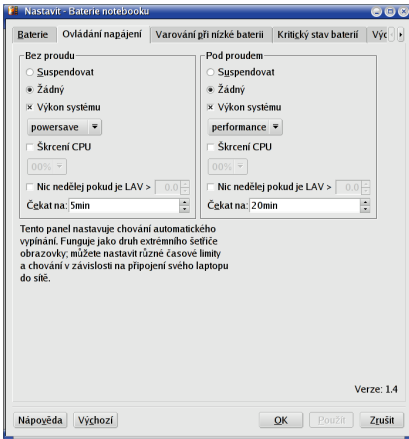 Nastavit - Baterie notebooku
Baterie
Ovládání napájení
Varování při nízké baterii
Kritický stav baterií
Výc
Bez proudu
Suspendovat
Žádný
Výkon systému
powersave
Škrcení CPU
00%
Nic nedělej pokud je LAV > 0.0
Čekat na: 5min
Pod proudem
Suspendovat
Žádný
Výkon systému
performance
Škrcení CPU
00%
Nic nedělej pokud je LAV > 0.0
Čekat na: 20min
Tento panel nastavuje chování automatického
vypínání. Funguje jako druh extrémního šetřiče
obrazovky; můžete nastavit různé časové limity
a chování v závislosti na připojení svého laptopu
do sítě.
Verze: 1.4
Nápověda
Výchozí
OK
Použít
Zrušit